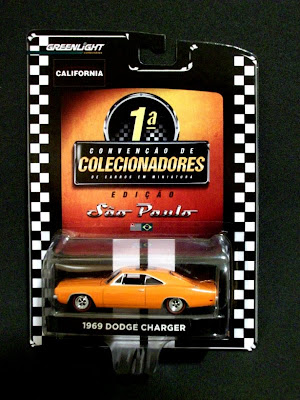 GREENLIGHT
CALIFORNIA
1ª
CONVENÇÃO DE
COLECIONADORES
DE CARROS EM MINIATURA
EDIÇÃO
São Paulo
1969 DODGE CHARGER